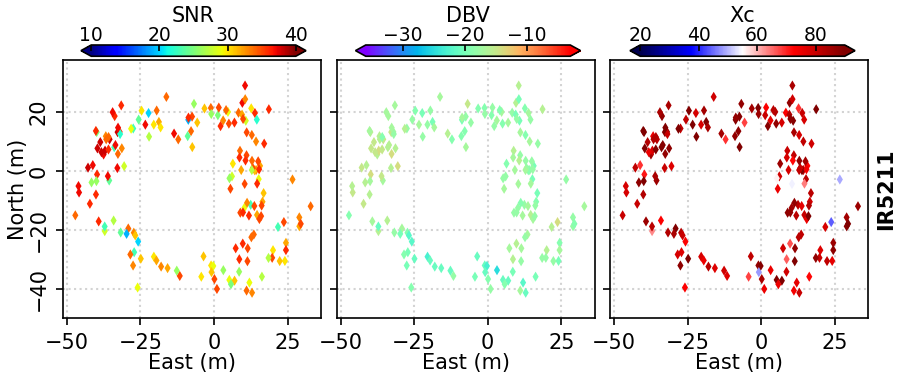 SNR DBV Xc
10 20 30 40 −30 −20 −10 20 40 60 80
20
0
−20
−40
North (m)
−50 −25 0 25 −50 −25 0 25 −50 −25 0 25
East (m) East (m) East (m)
IR5211